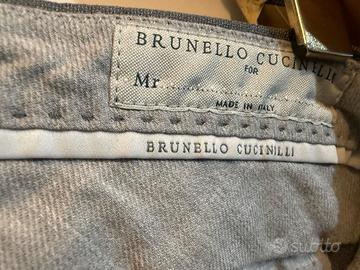 BRUNELLO CUCINELLI
FOR
Mr..............
MADE IN ITALY
BRUNELLO CUCINELLI
subito